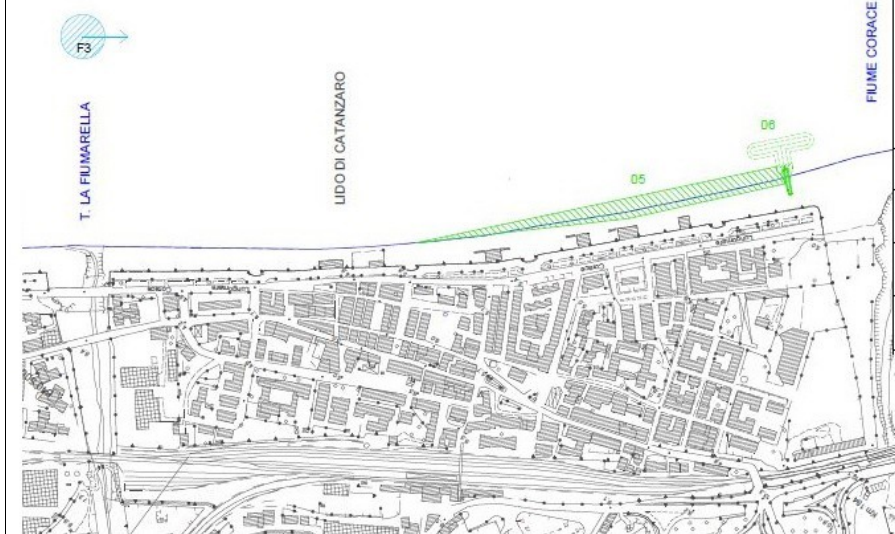 F3
T. LA FIUMARELLA
LIDO DI CATANZARO
05
06
FIUME CORACE